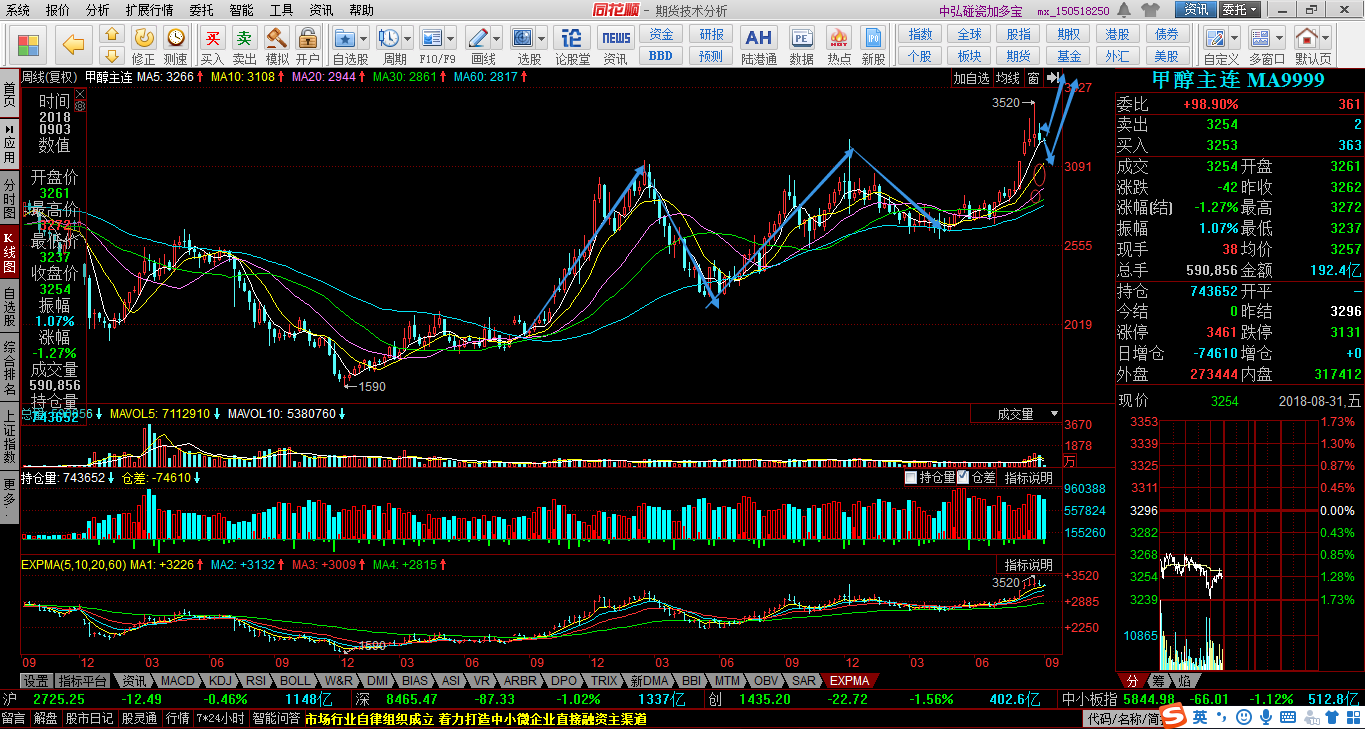 系统 报价 分析 扩展行情 委托 智能 工具 资讯 帮助 同花顺 - 期货技术分析 中弘碰瓷加多宝 mx_150518250 资讯 委托
修正 测速 买入 卖出 模拟 开户 自选股 周期 F10/F9 画线 选股 论股堂 资讯 陆港通 数据 热点 新股 自定义 多窗口 默认页
买 卖 论 NEWS AH PE HOT IPO
资金 研报 指数 全球 股指 期权 港股 债券
BBD 预测 个股 板块 期货 基金 外汇 美股
首页
应用
分时图
K线图
自选股
综合排名
上证指数
更多
周线(复权) 甲醇主连 MA5: 3266 MA10: 3108 MA20: 2944 MA30: 2861 MA60: 2817
加自选 均线 窗
时间
2018
0903
数值
开盘价
3261
最高价
3272
最低价
3237
收盘价
3254
振幅
1.07%
涨幅
-1.27%
成交量
590,856
持仓量
743652
3520
1590
3091
2555
2019
MAVOL5: 7112910 MAVOL10: 5380760
成交量
3670
1878
万
持仓量: 743652 仓差: -74610
持仓量 仓差 指标说明
960388
557824
155260
EXPMA(5,10,20,60) MA1: +3226 MA2: +3132 MA3: +3009 MA4: +2815
指标说明
3520
1590
+3520
+2885
+2250
09 12 03 06 09 12 03 06 09 12 03 06 09 12 03 06 09
设置 指标平台 资讯 MACD KDJ RSI BOLL W&R DMI BIAS ASI VR ARBR DPO TRIX 新DMA BBI MTM OBV SAR EXPMA
甲醇主连 MA9999
委比 +98.90% 361
卖出 3254 2
买入 3253 363
成交 3254 开盘 3261
涨跌 -42 昨收 3262
涨幅(结) -1.27% 最高 3272
振幅 1.07% 最低 3237
现手 38 均价 3257
总手 590,856 金额 192.4亿
持仓 743652 开平 -
今结 0 昨结 3296
涨停 3461 跌停 3131
日增仓 -74610 增仓 +0
外盘 273444 内盘 317412
现价 3254 2018-08-31,五
3353 1.73%
3339 1.30%
3325 0.87%
3311 0.45%
3296 0.00%
3282 0.43%
3268 0.85%
3254 1.28%
3239 1.73%
10865
分 筹 焰
沪 2725.25 -12.49 -0.46% 1148亿 深 8465.47 -87.33 -1.02% 1337亿 创 1435.20 -22.72 -1.56% 402.6亿 中小板指 5844.98 -66.01 -1.12% 512.8亿
留言 解盘 股市日记 股灵通 行情 7*24小时 智能问答 市场行业自律组织成立 着力打造中小微企业直接融资主渠道 代码/名称/简 英